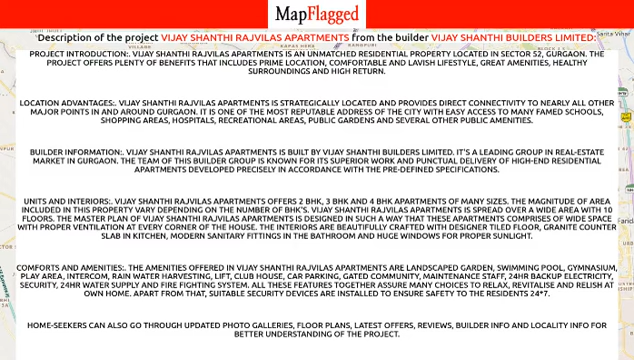 MapFlagged
Description of the project VIJAY SHANTHI RAJVILAS APARTMENTS from the builder VIJAY SHANTHI BUILDERS LIMITED:
PROJECT INTRODUCTION:. VIJAY SHANTHI RAJVILAS APARTMENTS IS AN UNMATCHED RESIDENTIAL PROPERTY LOCATED IN SECTOR 52, GURGAON. THE
PROJECT OFFERS PLENTY OF BENEFITS THAT INCLUDES PRIME LOCATION, COMFORTABLE AND LAVISH LIFESTYLE, GREAT AMENITIES, HEALTHY
SURROUNDINGS AND HIGH RETURN.
LOCATION ADVANTAGES:. VIJAY SHANTHI RAJVILAS APARTMENTS IS STRATEGICALLY LOCATED AND PROVIDES DIRECT CONNECTIVITY TO NEARLY ALL OTHER
MAJOR POINTS IN AND AROUND GURGAON. IT IS ONE OF THE MOST REPUTABLE ADDRESS OF THE CITY WITH EASY ACCESS TO MANY FAMED SCHOOLS,
SHOPPING AREAS, HOSPITALS, RECREATIONAL AREAS, PUBLIC GARDENS AND SEVERAL OTHER PUBLIC AMENITIES.
BUILDER INFORMATION:. VIJAY SHANTHI RAJVILAS APARTMENTS IS BUILT BY VIJAY SHANTHI BUILDERS LIMITED. IT'S A LEADING GROUP IN REAL-ESTATE
MARKET IN GURGAON. THE TEAM OF THIS BUILDER GROUP IS KNOWN FOR ITS SUPERIOR WORK AND PUNCTUAL DELIVERY OF HIGH-END RESIDENTIAL
APARTMENTS DEVELOPED PRECISELY IN ACCORDANCE WITH THE PRE-DEFINED SPECIFICATIONS.
UNITS AND INTERIORS:. VIJAY SHANTHI RAJVILAS APARTMENTS OFFERS 2 BHK, 3 BHK AND 4 BHK APARTMENTS OF MANY SIZES. THE MAGNITUDE OF AREA
INCLUDED IN THIS PROPERTY VARY DEPENDING ON THE NUMBER OF BHK'S. VIJAY SHANTHI RAJVILAS APARTMENTS IS SPREAD OVER A WIDE AREA WITH 10
FLOORS. THE MASTER PLAN OF VIJAY SHANTHI RAJVILAS APARTMENTS IS DESIGNED IN SUCH A WAY THAT THESE APARTMENTS COMPRISES OF WIDE SPACE
WITH PROPER VENTILATION AT EVERY CORNER OF THE HOUSE. THE INTERIORS ARE BEAUTIFULLY CRAFTED WITH DESIGNER TILED FLOOR, GRANITE COUNTER
SLAB IN KITCHEN, MODERN SANITARY FITTINGS IN THE BATHROOM AND HUGE WINDOWS FOR PROPER SUNLIGHT.
COMFORTS AND AMENITIES:. THE AMENITIES OFFERED IN VIJAY SHANTHI RAJVILAS APARTMENTS ARE LANDSCAPED GARDEN, SWIMMING POOL, GYMNASIUM,
PLAY AREA, INTERCOM, RAIN WATER HARVESTING, LIFT, CLUB HOUSE, CAR PARKING, GATED COMMUNITY, MAINTENANCE STAFF, 24HR BACKUP ELECTRICITY,
SECURITY, 24HR WATER SUPPLY AND FIRE FIGHTING SYSTEM. ALL THESE FEATURES TOGETHER ASSURE MANY CHOICES TO RELAX, REVITALISE AND RELISH AT
OWN HOME. APART FROM THAT, SUITABLE SECURITY DEVICES ARE INSTALLED TO ENSURE SAFETY TO THE RESIDENTS 24*7.
HOME-SEEKERS CAN ALSO GO THROUGH UPDATED PHOTO GALLERIES, FLOOR PLANS, LATEST OFFERS, REVIEWS, BUILDER INFO AND LOCALITY INFO FOR
BETTER UNDERSTANDING OF THE PROJECT.